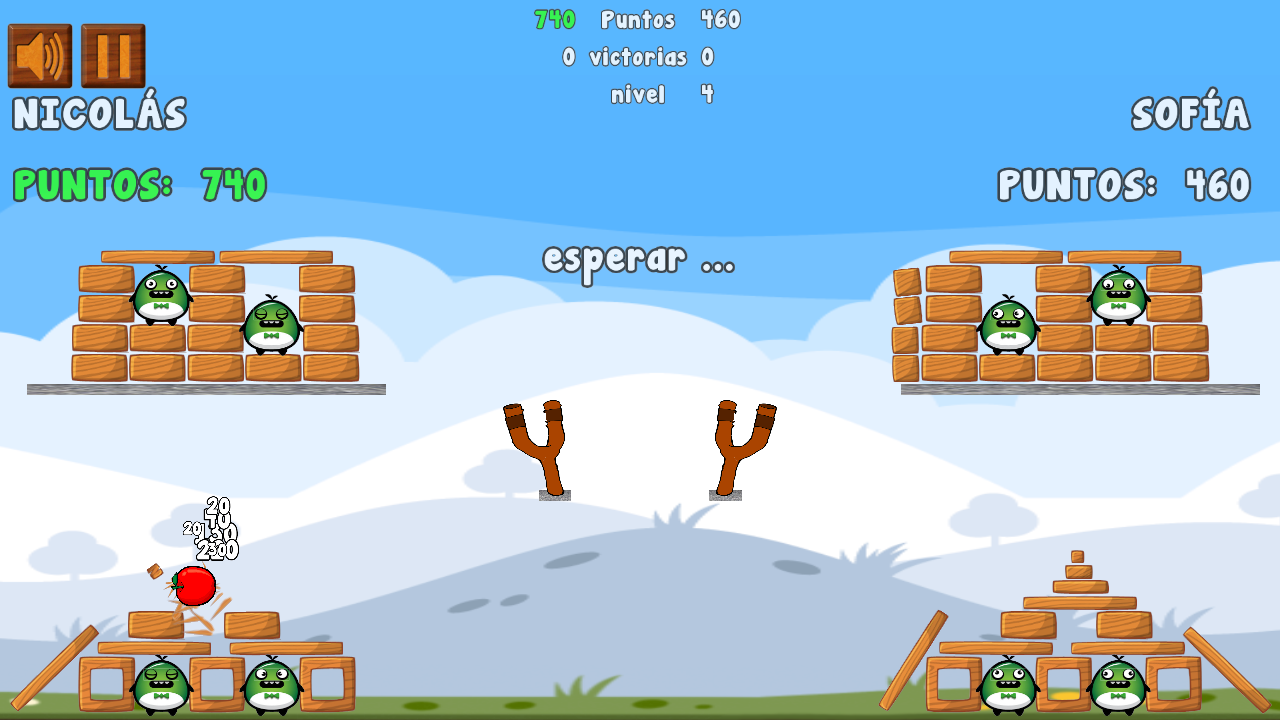 740 Puntos 460
0 victorias 0
nivel 4
NICOLÁS
SOFÍA
PUNTOS: 740
PUNTOS: 460
esperar ...
20